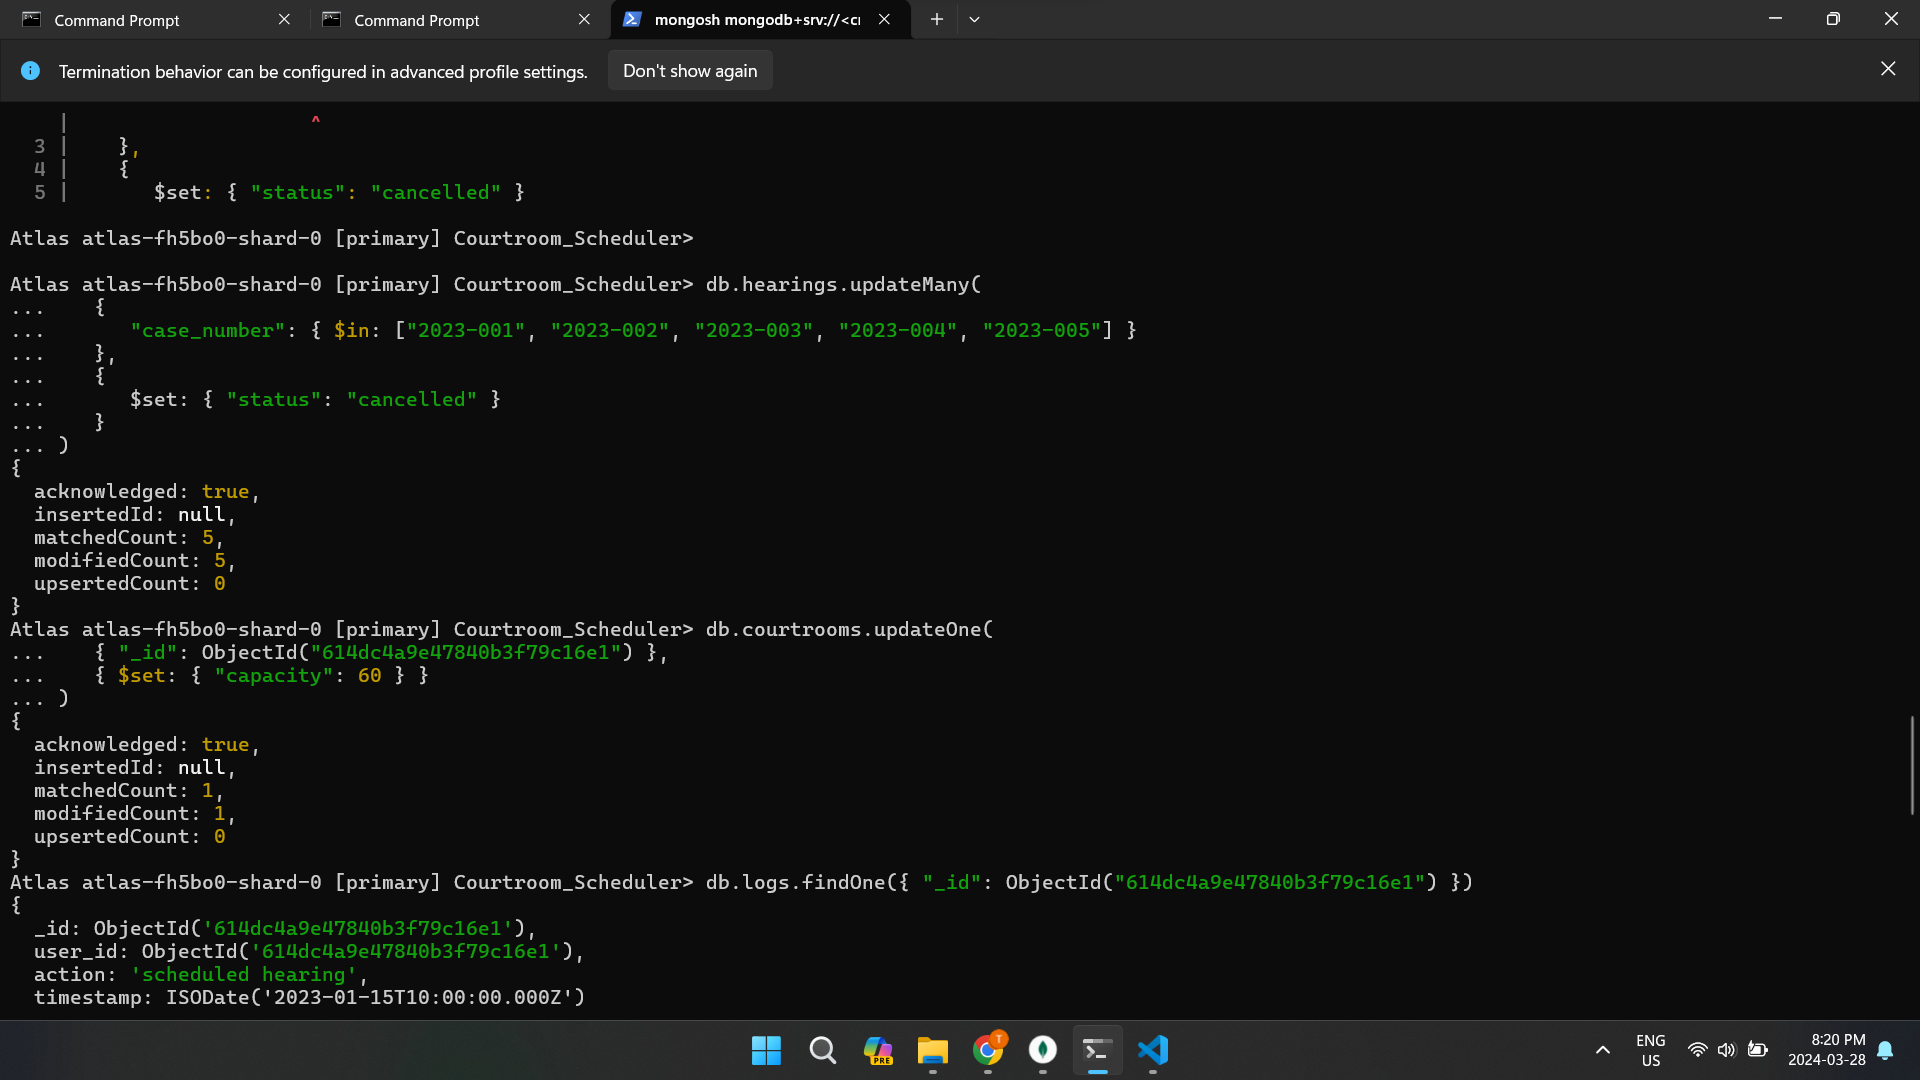 Command Prompt
Command Prompt
mongosh mongodb+srv://<cr
Termination behavior can be configured in advanced profile settings.
Don't show again
| ^
3 | },
4 | {
5 | $set: { "status": "cancelled" }
Atlas atlas-fh5bo0-shard-0 [primary] Courtroom_Scheduler>
Atlas atlas-fh5bo0-shard-0 [primary] Courtroom_Scheduler> db.hearings.updateMany(
... {
... "case_number": { $in: ["2023-001", "2023-002", "2023-003", "2023-004", "2023-005"] }
... },
... {
... $set: { "status": "cancelled" }
... }
... )
{
acknowledged: true,
insertedId: null,
matchedCount: 5,
modifiedCount: 5,
upsertedCount: 0
}
Atlas atlas-fh5bo0-shard-0 [primary] Courtroom_Scheduler> db.courtrooms.updateOne(
... { "_id": ObjectId("614dc4a9e47840b3f79c16e1") },
... { $set: { "capacity": 60 } }
... )
{
acknowledged: true,
insertedId: null,
matchedCount: 1,
modifiedCount: 1,
upsertedCount: 0
}
Atlas atlas-fh5bo0-shard-0 [primary] Courtroom_Scheduler> db.logs.findOne({ "_id": ObjectId("614dc4a9e47840b3f79c16e1") })
{
_id: ObjectId('614dc4a9e47840b3f79c16e1'),
user_id: ObjectId('614dc4a9e47840b3f79c16e1'),
action: 'scheduled hearing',
timestamp: ISODate('2023-01-15T10:00:00.000Z')
PRE
T
ENG
US
8:20 PM
2024-03-28